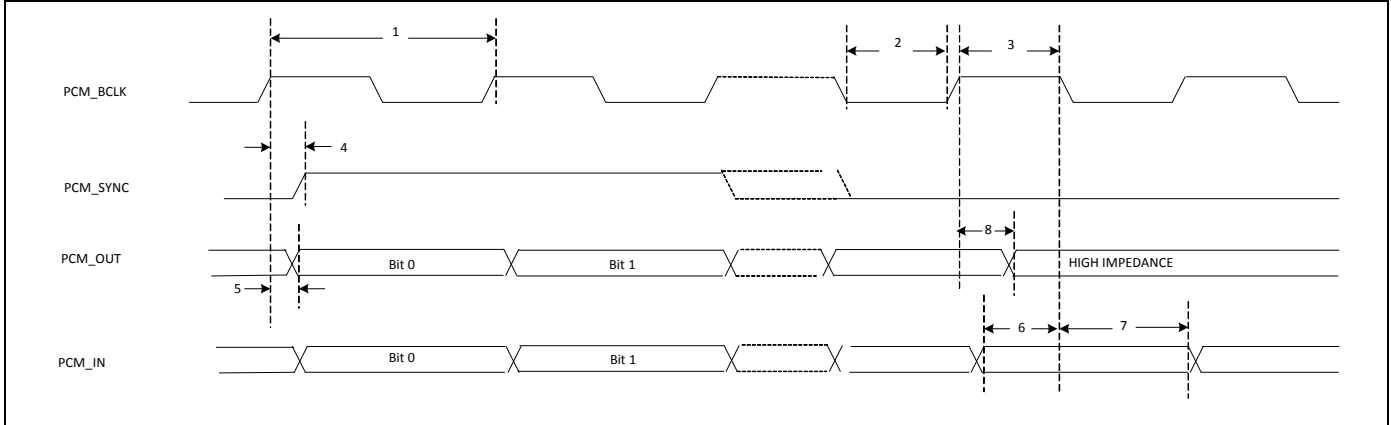 1
2
3
PCM_BCLK
4
PCM_SYNC
8
PCM_OUT
Bit 0
Bit 1
HIGH IMPEDANCE
5
6
7
PCM_IN
Bit 0
Bit 1